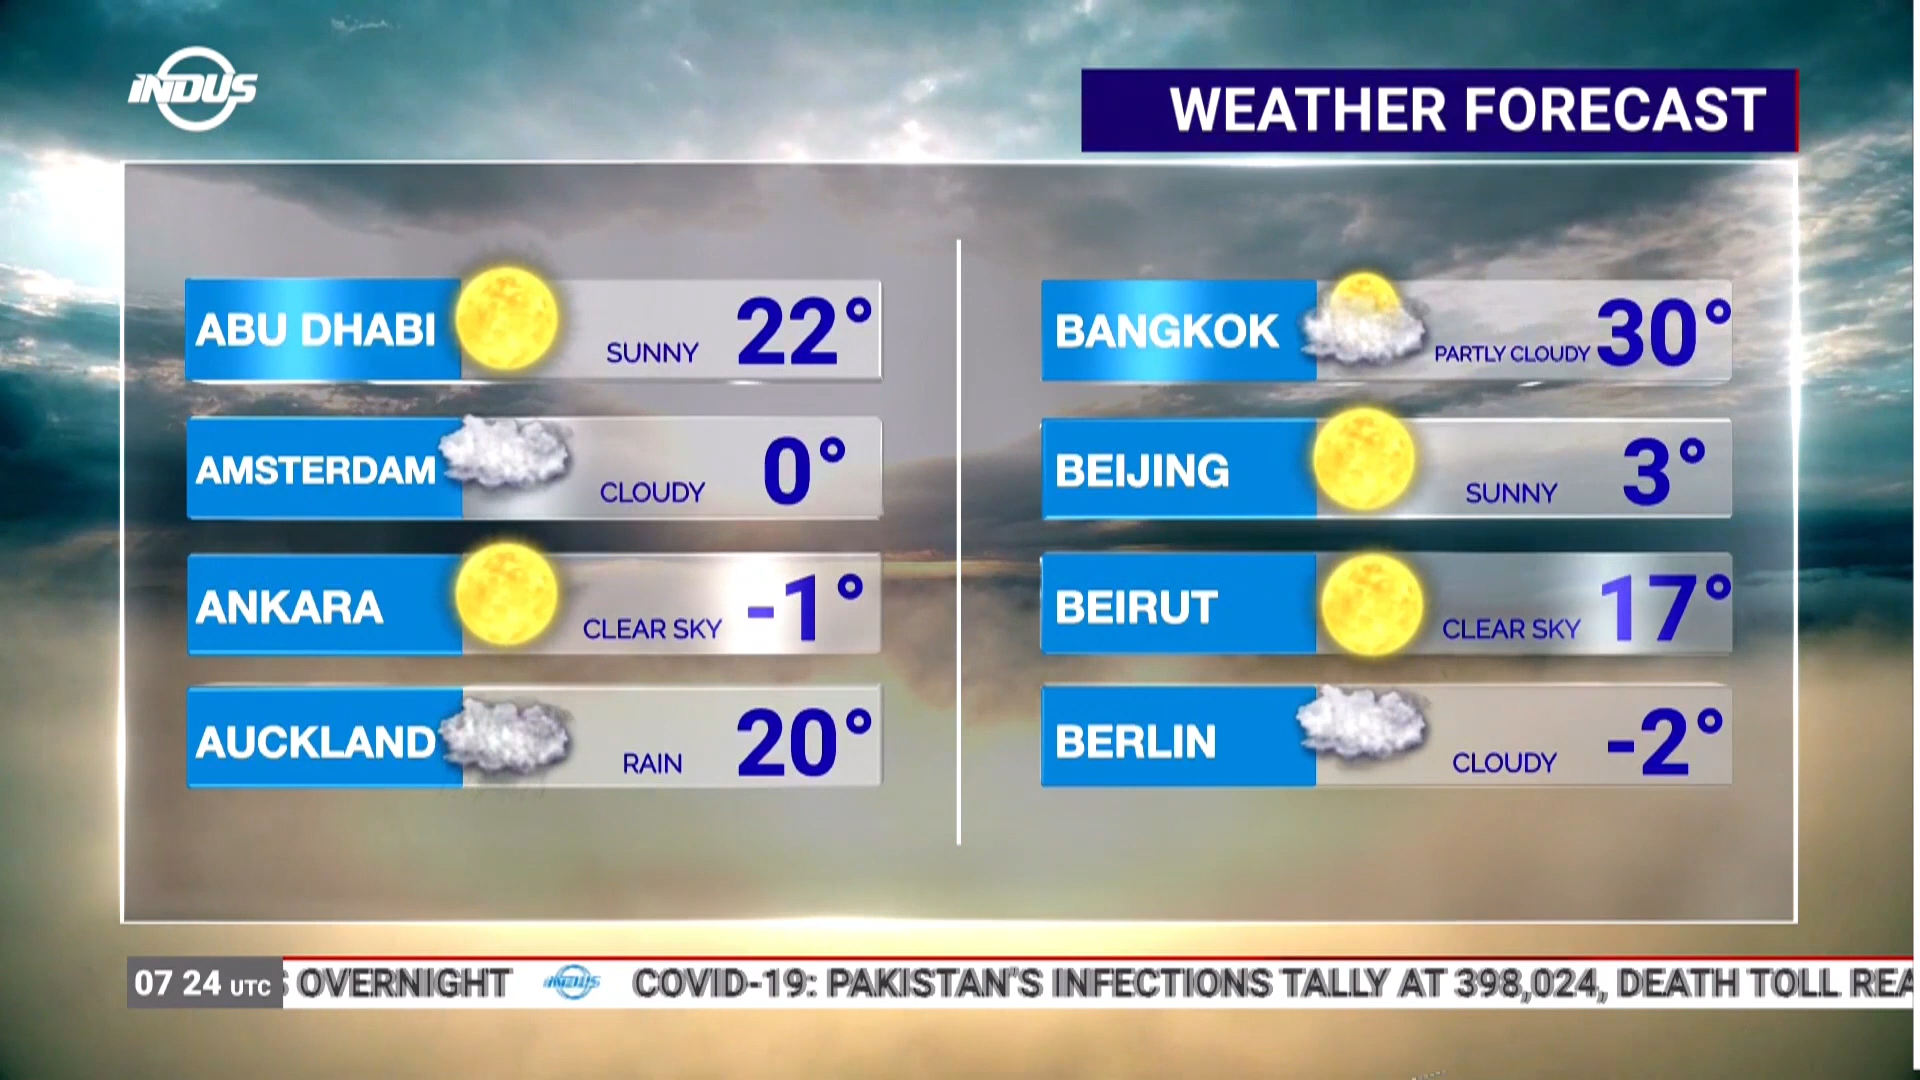 iNDUS
WEATHER FORECAST
ABU DHABI SUNNY 22°
AMSTERDAM CLOUDY 0°
ANKARA CLEAR SKY -1°
AUCKLAND RAIN 20°
BANGKOK PARTLY CLOUDY 30°
BEIJING SUNNY 3°
BEIRUT CLEAR SKY 17°
BERLIN CLOUDY -2°
07 24 UTC S OVERNIGHT iNDUS COVID-19: PAKISTAN'S INFECTIONS TALLY AT 398,024, DEATH TOLL REA